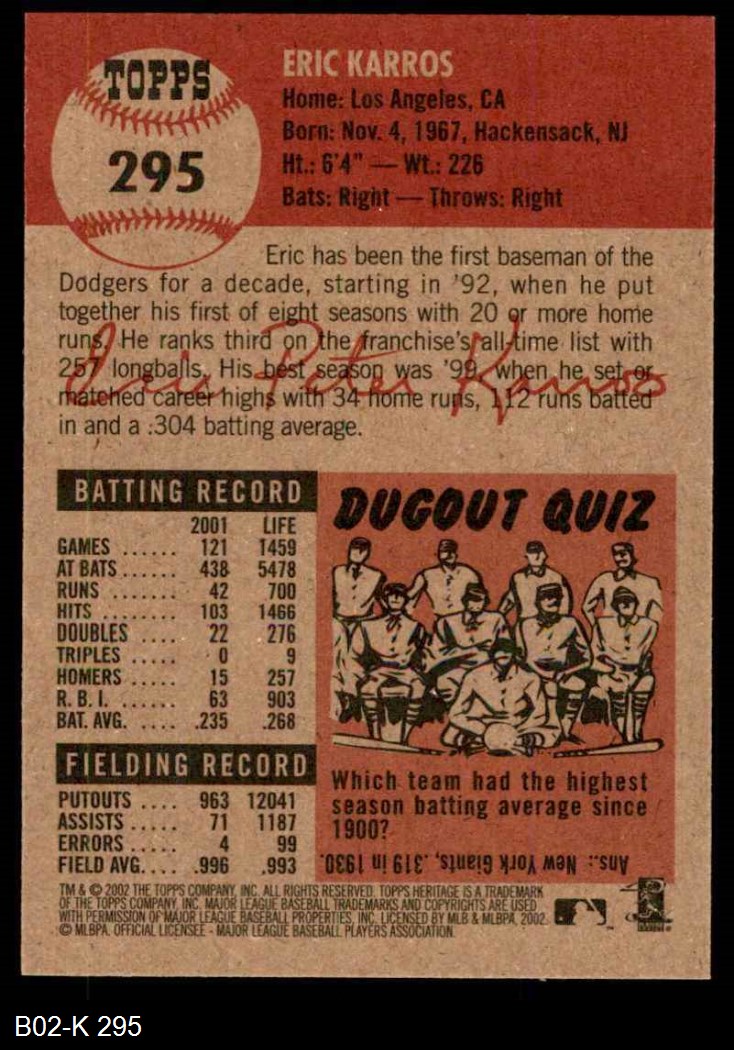 TOPPS
295
ERIC KARROS
Home: Los Angeles, CA
Born: Nov. 4, 1967, Hackensack, NJ
Ht.: 6'4" — Wt.: 226
Bats: Right — Throws: Right
Eric has been the first baseman of the
Dodgers for a decade, starting in '92, when he put
together his first of eight seasons with 20 or more home
runs. He ranks third on the franchise's all-time list with
257 longballs. His best season was '99, when he set or
matched career highs with 34 home runs, 112 runs batted
in and a .304 batting average.
Eric Peter Karros
BATTING RECORD
2001 LIFE
GAMES ...... 121 1459
AT BATS ...... 438 5478
RUNS ...... 42 700
HITS ........ 103 1466
DOUBLES .... 22 276
TRIPLES ..... 0 9
HOMERS ..... 15 257
R. B. I. ...... 63 903
BAT. AVG. .... .235 .268
FIELDING RECORD
PUTOUTS .... 963 12041
ASSISTS ..... 71 1187
ERRORS ..... 4 99
FIELD AVG.... .996 .993
DUGOUT QUIZ
Which team had the highest
season batting average since
1900?
Ans.: New York Giants, .319 in 1930.
TM & © 2002 THE TOPPS COMPANY, INC. ALL RIGHTS RESERVED. TOPPS HERITAGE IS A TRADEMARK
OF THE TOPPS COMPANY, INC. MAJOR LEAGUE BASEBALL TRADEMARKS AND COPYRIGHTS ARE USED
WITH PERMISSION OF MAJOR LEAGUE BASEBALL PROPERTIES, INC. LICENSED BY MLB & MLBPA, 2002.
© MLBPA. OFFICIAL LICENSEE - MAJOR LEAGUE BASEBALL PLAYERS ASSOCIATION.
B02-K 295